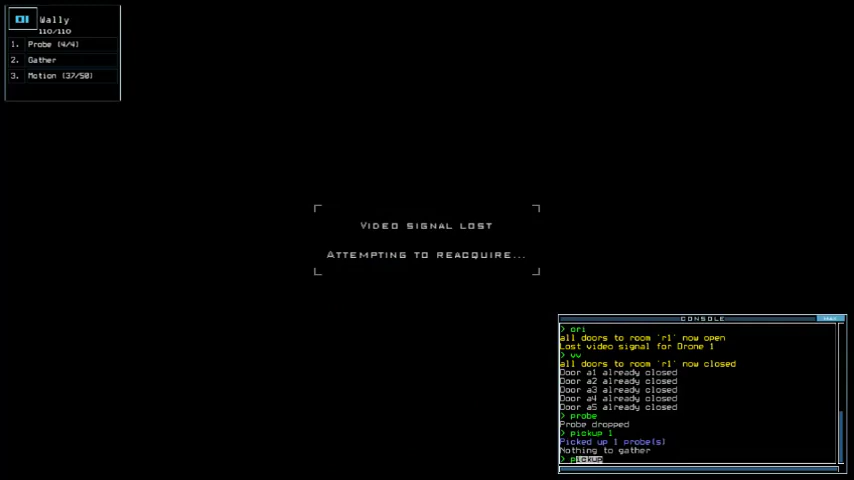 Wally
110/110
1. Probe (4/4)
2. Gather
3. Motion (37/50)
Video signal lost
Attempting to reacquire...
CONSOLE
> ori
all doors to room 'r1' now open
Lost video signal for Drone 1
> vv
all doors to room 'r1' now closed
Door a1 already closed
Door a2 already closed
Door a3 already closed
Door a4 already closed
Door a5 already closed
> probe
Probe dropped
> pickup 1
Picked up 1 probe(s)
Nothing to gather
> pickup